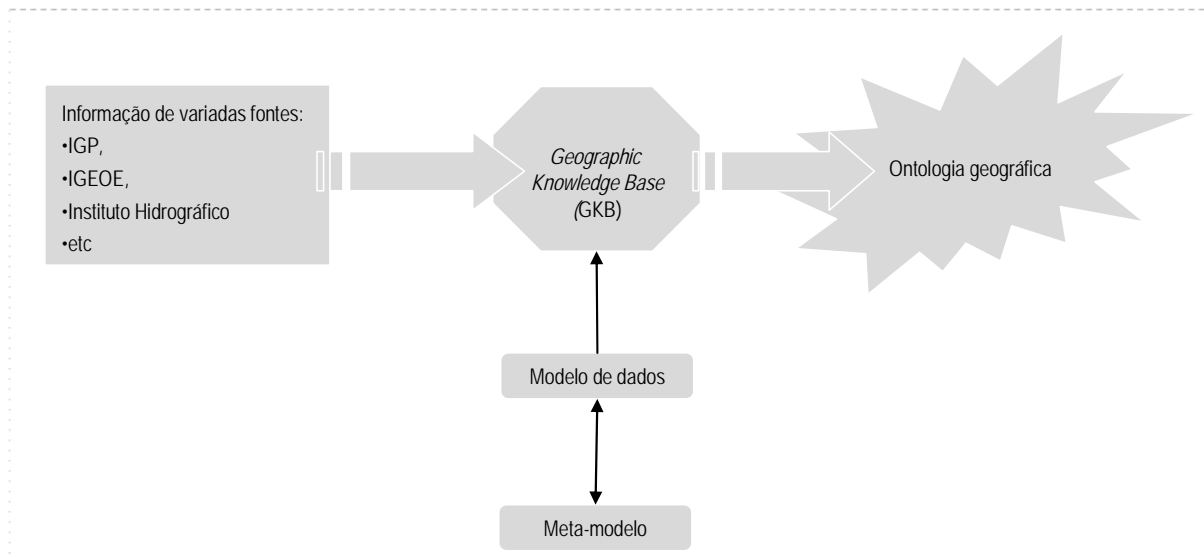 Informação de variadas fontes:
•IGP,
•IGEOE,
•Instituto Hidrográfico
•etc
Geographic
Knowledge Base
(GKB)
Ontologia geográfica
Modelo de dados
Meta-modelo